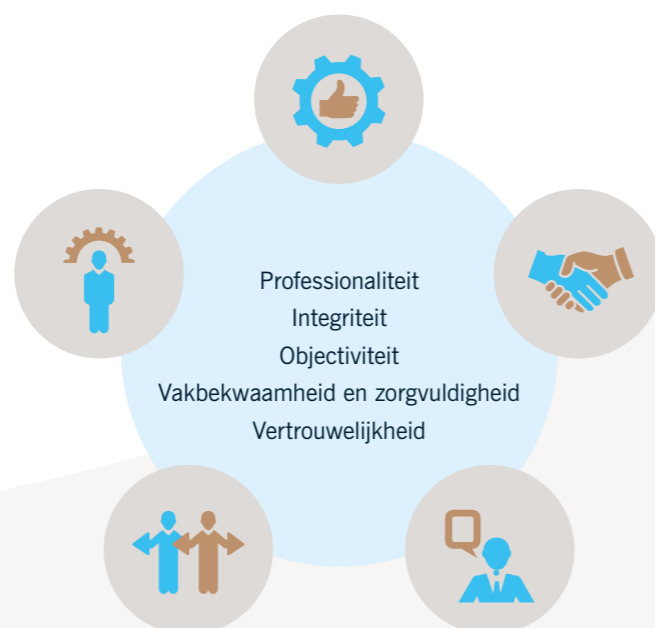 Professionaliteit
Integriteit
Objectiviteit
Vakbekwaamheid en zorgvuldigheid
Vertrouwelijkheid